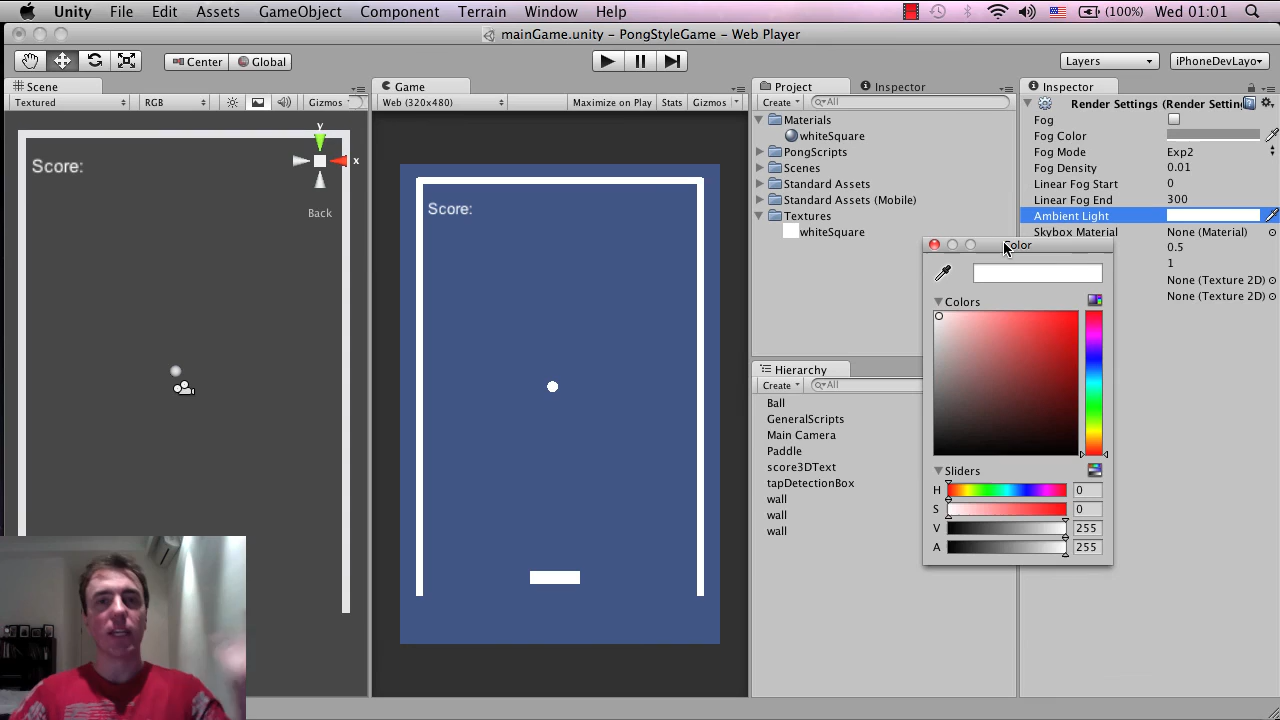 Unity File Edit Assets GameObject Component Terrain Window Help (100%) Wed 01:01
mainGame.unity – PongStyleGame – Web Player
Center Global Layers iPhoneDevLayo
Scene
Textured RGB Gizmos
Score:
y
x
Back
Game
Web (320x480) Maximize on Play Stats Gizmos
Score:
Project Inspector
Create All
Materials
whiteSquare
PongScripts
Scenes
Standard Assets
Standard Assets (Mobile)
Textures
whiteSquare
Hierarchy
Create All
Ball
GeneralScripts
Main Camera
Paddle
score3DText
tapDetectionBox
wall
wall
wall
Inspector
Render Settings (Render Setting
Fog
Fog Color
Fog Mode Exp2
Fog Density 0.01
Linear Fog Start 0
Linear Fog End 300
Ambient Light
Skybox Material None (Material)
0.5
1
None (Texture 2D)
None (Texture 2D)
Color
Colors
Sliders
H 0
S 0
V 255
A 255